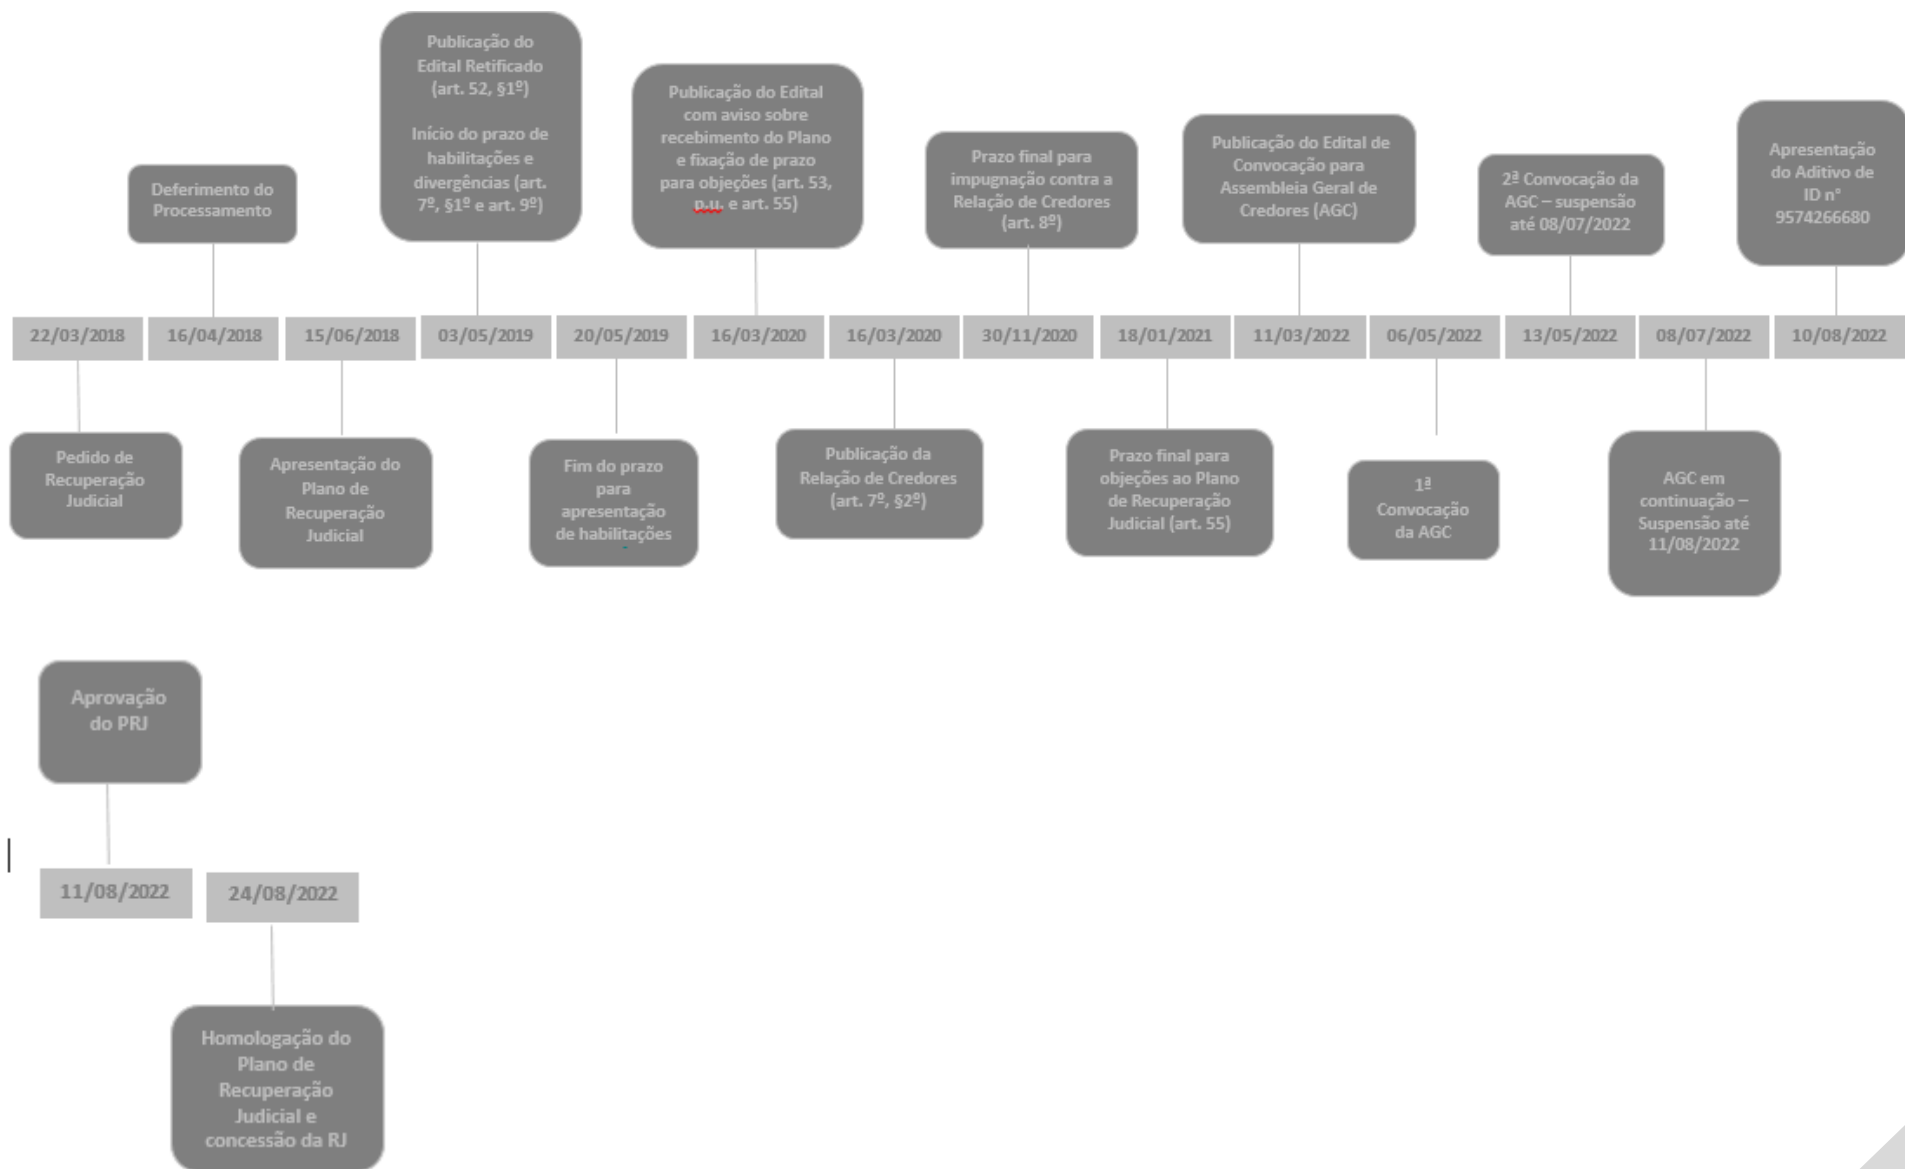 Publicação do
Edital Retificado
(art. 52, §1º)
Início do prazo de
habilitações e
divergências (art.
7º, §1º e art. 9º)
Publicação do Edital
com aviso sobre
recebimento do Plano
e fixação de prazo
para objeções (art. 53,
p.u. e art. 55)
Deferimento do
Processamento
Prazo final para
impugnação contra a
Relação de Credores
(art. 8º)
Publicação do Edital de
Convocação para
Assembleia Geral de
Credores (AGC)
2ª Convocação da
AGC – suspensão
até 08/07/2022
Apresentação
do Aditivo de
ID n°
9574266680
22/03/2018
16/04/2018
15/06/2018
03/05/2019
20/05/2019
16/03/2020
16/03/2020
30/11/2020
18/01/2021
11/03/2022
06/05/2022
13/05/2022
08/07/2022
10/08/2022
Pedido de
Recuperação
Judicial
Apresentação do
Plano de
Recuperação
Judicial
Fim do prazo
para
apresentação
de habilitações
Publicação da
Relação de Credores
(art. 7º, §2º)
Prazo final para
objeções ao Plano
de Recuperação
Judicial (art. 55)
1ª
Convocação
da AGC
AGC em
continuação –
Suspensão até
11/08/2022
Aprovação
do PRJ
11/08/2022
24/08/2022
Homologação do
Plano de
Recuperação
Judicial e
concessão da RJ